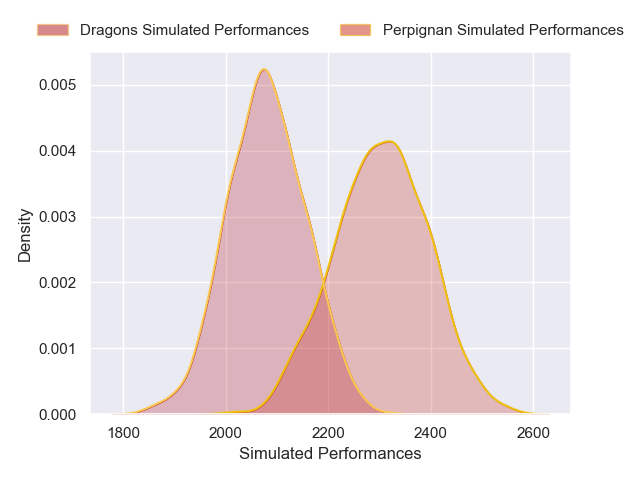 Dragons Simulated Performances Perpignan Simulated Performances
0.005
0.004
0.003
0.002
0.001
0.000
Density
1800 2000 2200 2400 2600
Simulated Performances